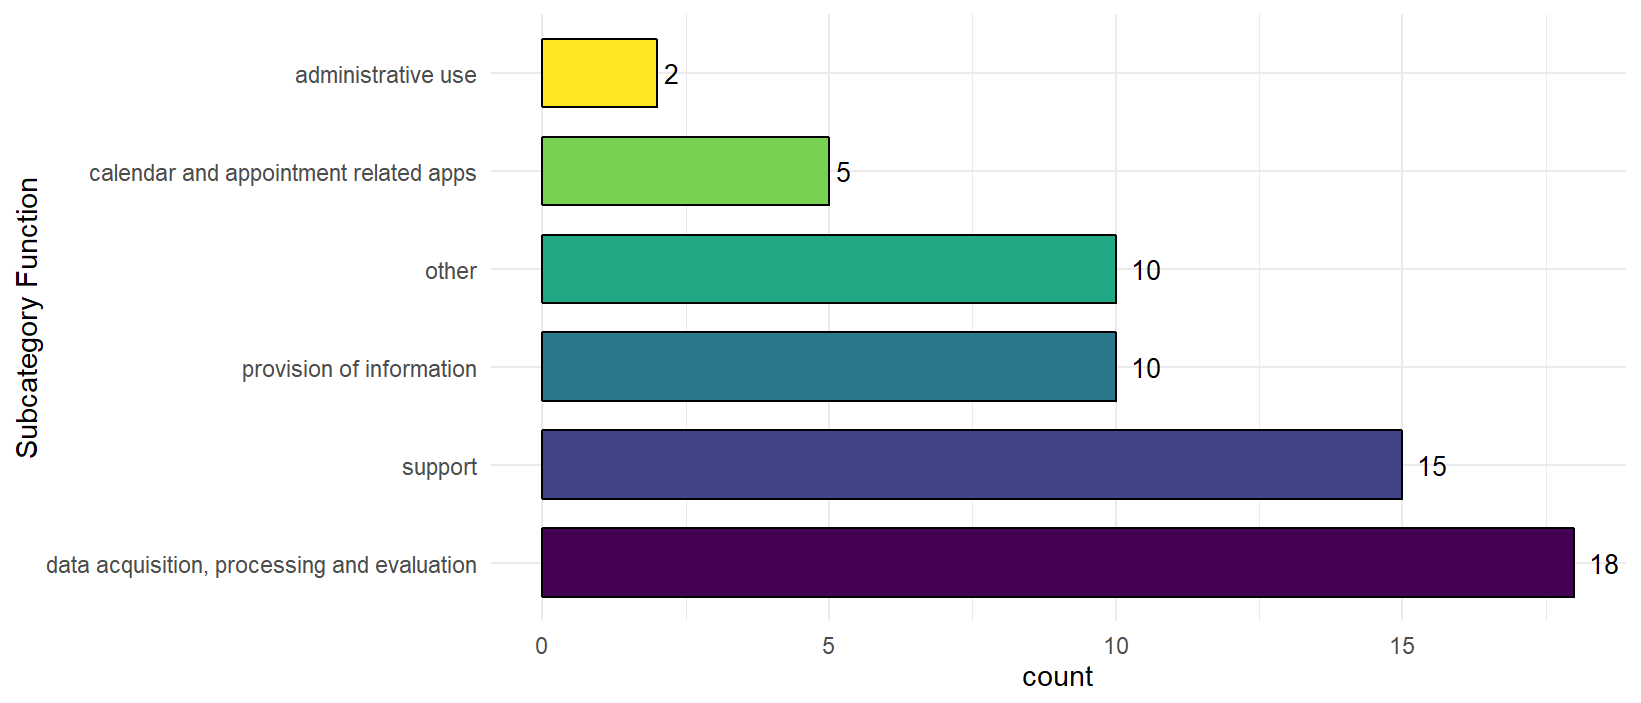 Subcategory Function
administrative use
2
calendar and appointment related apps
5
other
10
provision of information
10
support
15
data acquisition, processing and evaluation
18
0 5 10 15
count